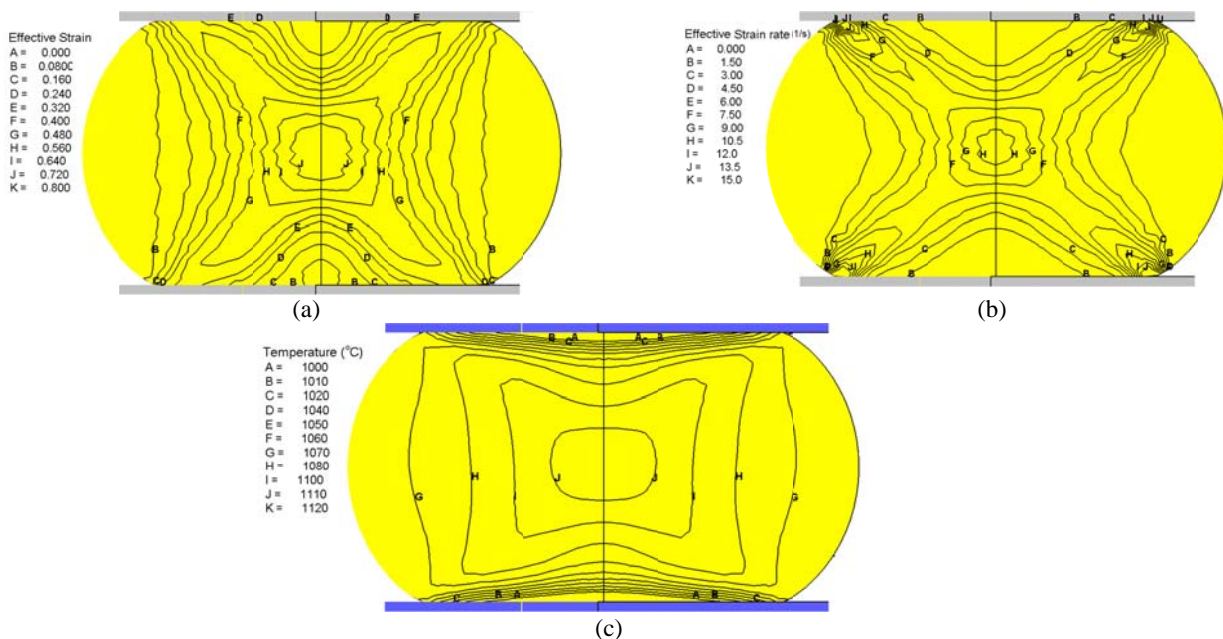 Effective Strain
A = 0.000
B = 0.0800
C = 0.160
D = 0.240
E = 0.320
F = 0.400
G = 0.480
H = 0.560
I = 0.640
J = 0.720
K = 0.800
E D D E
F F
J J
H I I H
G G
E E
B B
D D
C D C B B C D C
(a)
Effective Strain rate (1/s)
A = 0.000
B = 1.50
C = 3.00
D = 4.50
E = 6.00
F = 7.50
G = 9.00
H = 10.5
I = 12.0
J = 13.5
K = 15.0
H C B B C H
G G
F D D F
G H H G
F F
C C
B H C C H B
G B B I J G
(b)
Temperature (°C)
A = 1000
B = 1010
C = 1020
D = 1040
E = 1050
F = 1060
G = 1070
H = 1080
I = 1100
J = 1110
K = 1120
B C A A C
H J J H
G I I G
C B A A B C
(c)